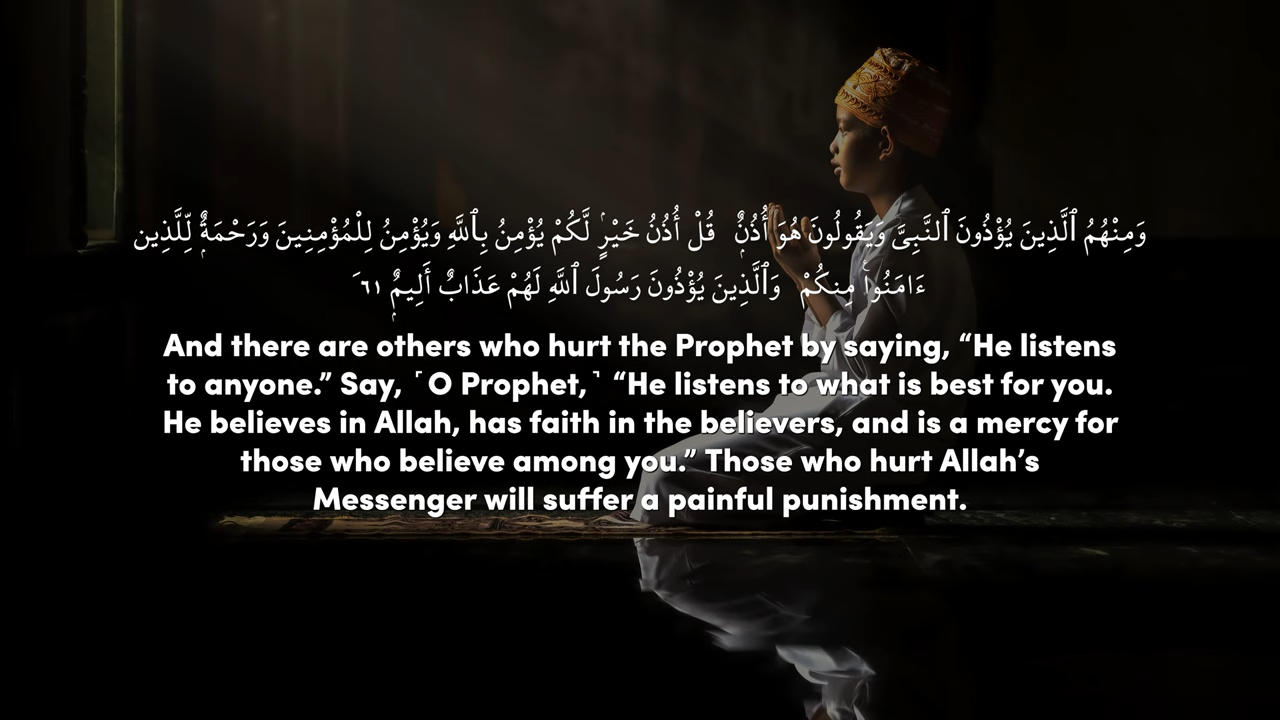 وَمِنْهُمُ ٱلَّذِينَ يُؤْذُونَ ٱلنَّبِىَّ وَيَقُولُونَ هُوَ أُذُنٌۭ ۚ قُلْ أُذُنُ خَيْرٍۢ لَّكُمْ يُؤْمِنُ بِٱللَّهِ وَيُؤْمِنُ لِلْمُؤْمِنِينَ وَرَحْمَةٌۭ لِّلَّذِينَ
ءَامَنُوا۟ مِنكُمْ ۚ وَٱلَّذِينَ يُؤْذُونَ رَسُولَ ٱللَّهِ لَهُمْ عَذَابٌ أَلِيمٌۭ ٦١
And there are others who hurt the Prophet by saying, “He listens
to anyone.” Say, ˹O Prophet,˺ “He listens to what is best for you.
He believes in Allah, has faith in the believers, and is a mercy for
those who believe among you.” Those who hurt Allah’s
Messenger will suffer a painful punishment.